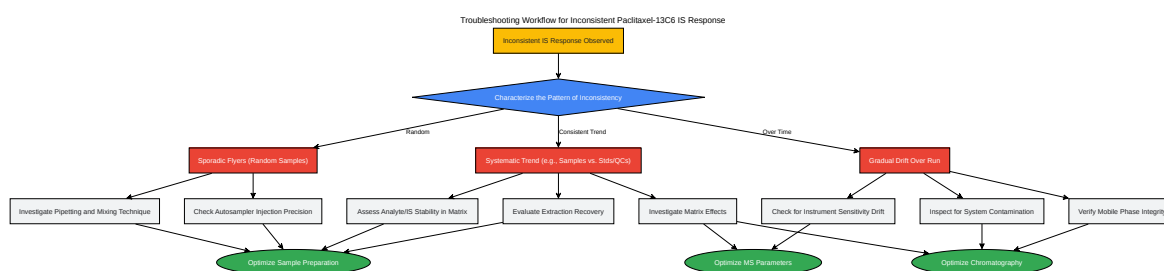 Troubleshooting Workflow for Inconsistent Paclitaxel-13C6 IS Response
Inconsistent IS Response Observed
Characterize the Pattern of Inconsistency
Random
Consistent Trend
Over Time
Sporadic Flyers (Random Samples)
Systematic Trend (e.g., Samples vs. Stds/QCs)
Gradual Drift Over Run
Investigate Pipetting and Mixing Technique
Check Autosampler Injection Precision
Assess Analyte/IS Stability in Matrix
Evaluate Extraction Recovery
Investigate Matrix Effects
Check for Instrument Sensitivity Drift
Inspect for System Contamination
Verify Mobile Phase Integrity
Optimize Sample Preparation
Optimize MS Parameters
Optimize Chromatography